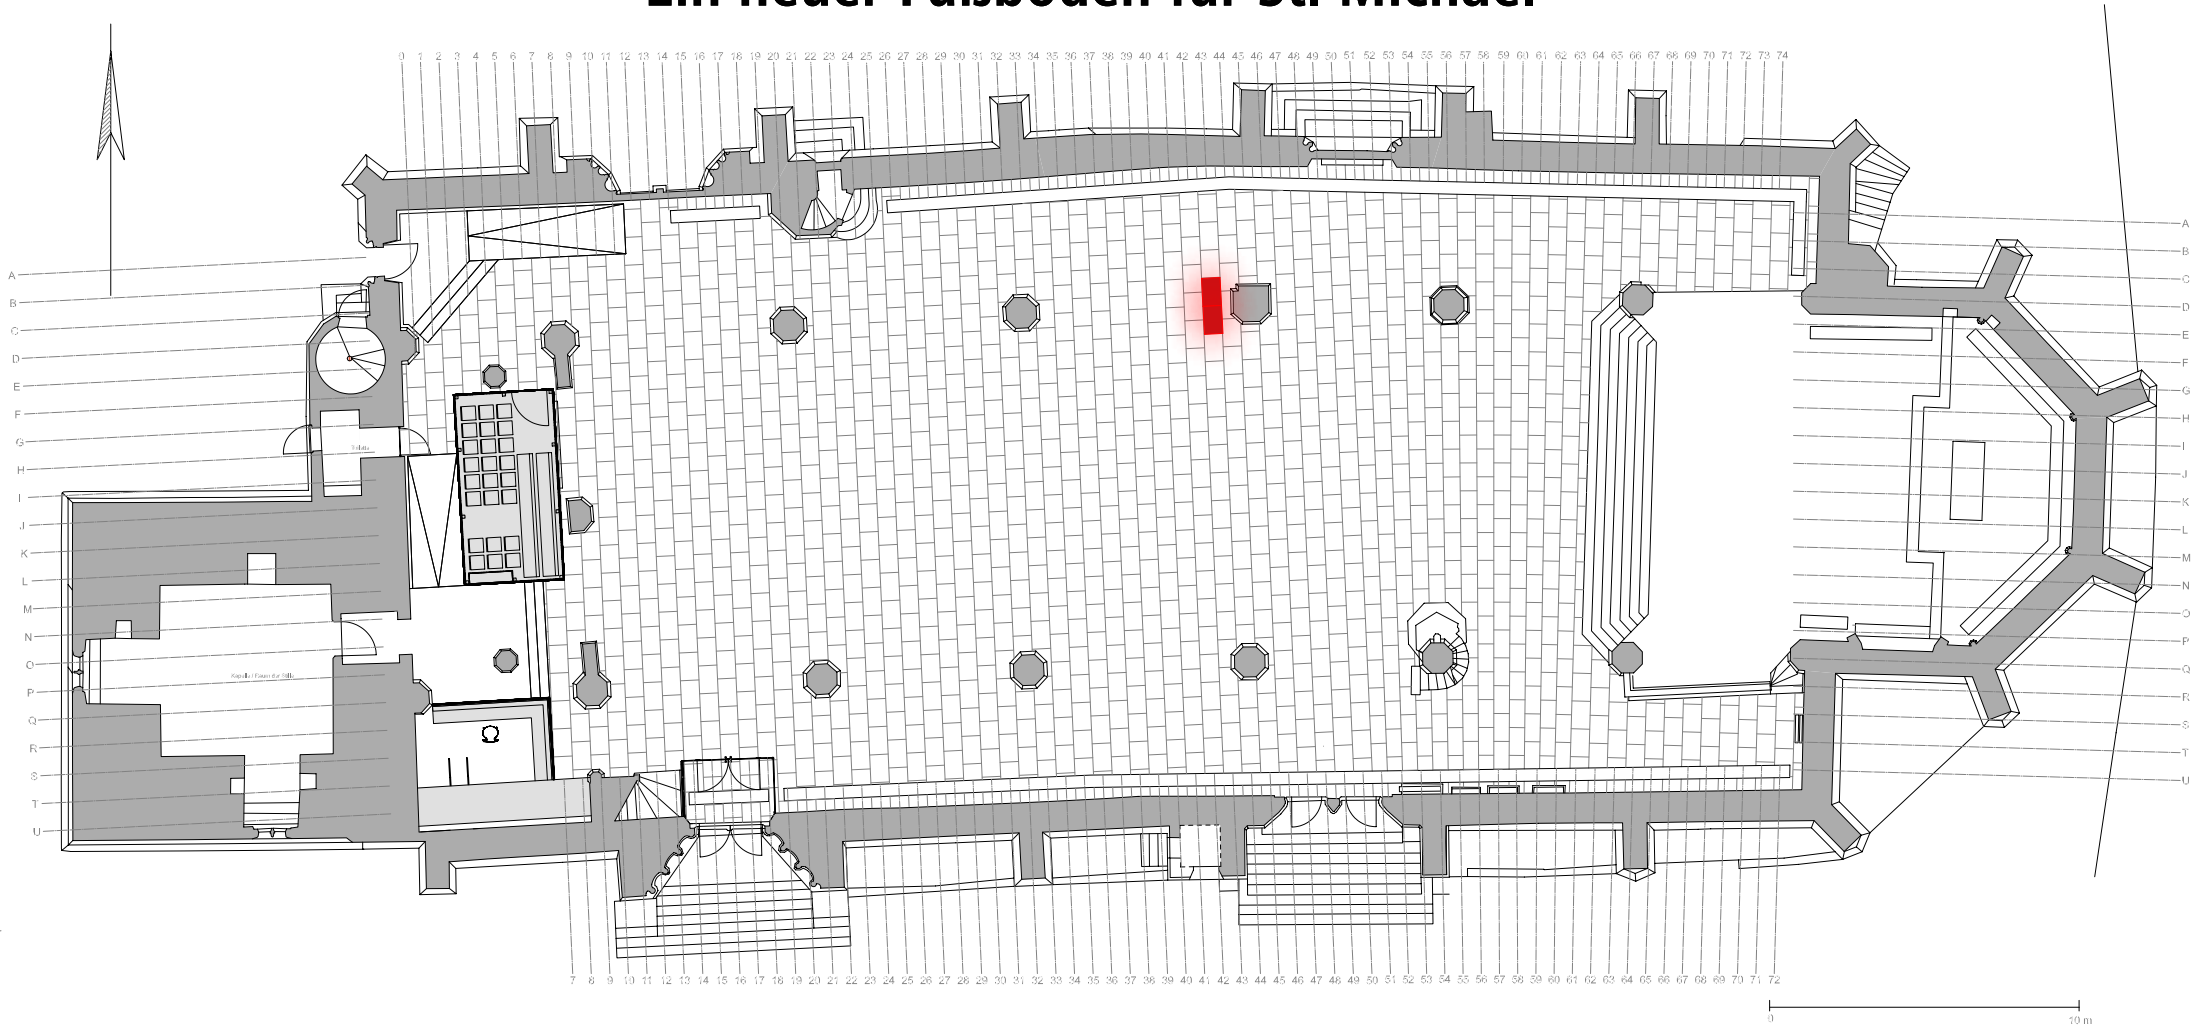 Ein neuer Fußboden für St. Michael
0 1 2 3 4 5 6 7 8 9 10 11 12 13 14 15 16 17 18 19 20 21 22 23 24 25 26 27 28 29 30 31 32 33 34 35 36 37 38 39 40 41 42 43 44 45 46 47 48 49 50 51 52 53 54 55 56 57 58 59 60 61 62 63 64 65 66 67 68 69 70 71 72 73 74
A
B
C
D
E
F
G
H
I
J
K
L
M
N
O
P
Q
R
S
T
U
Kapelle / Raum der Stille
A
B
C
D
E
F
G
H
I
J
K
L
M
N
O
P
Q
R
S
T
U
7 8 9 10 11 12 13 14 15 16 17 18 19 20 21 22 23 24 25 26 27 28 29 30 31 32 33 34 35 36 37 38 39 40 41 42 43 44 45 46 47 48 49 50 51 52 53 54 55 56 57 58 59 60 61 62 63 64 65 66 67 68 69 70 71 72
0 10 m